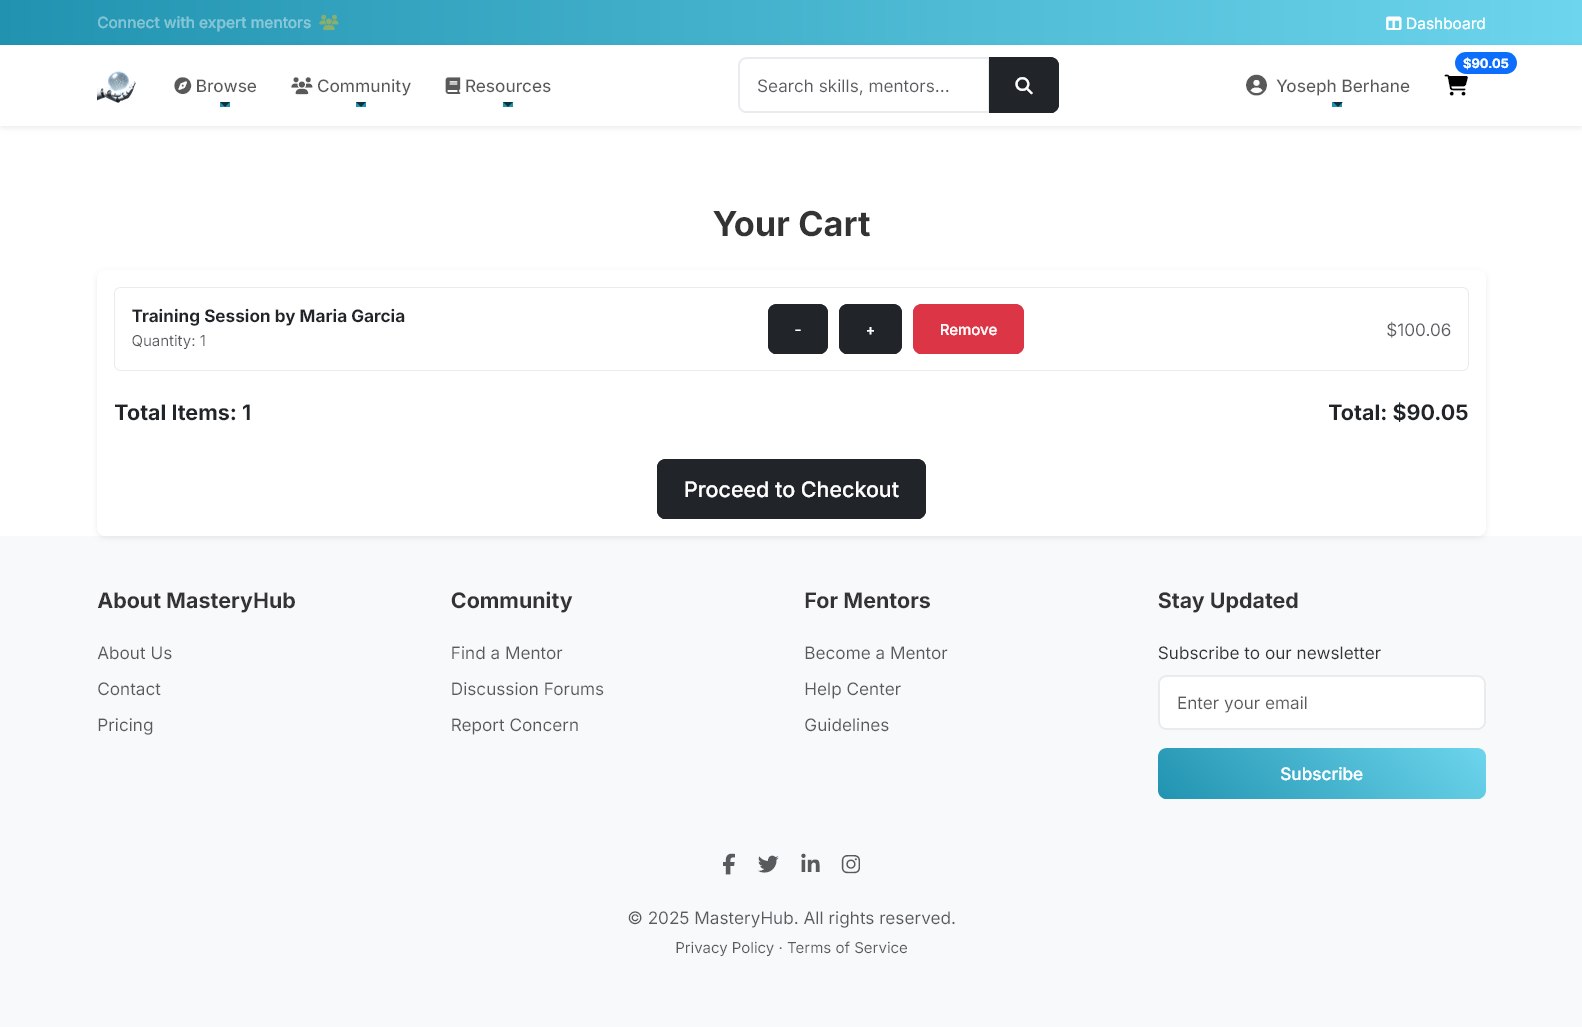 Connect with expert mentors
Dashboard
Browse
Community
Resources
Search skills, mentors...
Yoseph Berhane
$90.05
Your Cart
Training Session by Maria Garcia
Quantity: 1
-
+
Remove
$100.06
Total Items: 1
Total: $90.05
Proceed to Checkout
About MasteryHub
About Us
Contact
Pricing
Community
Find a Mentor
Discussion Forums
Report Concern
For Mentors
Become a Mentor
Help Center
Guidelines
Stay Updated
Subscribe to our newsletter
Enter your email
Subscribe
© 2025 MasteryHub. All rights reserved.
Privacy Policy · Terms of Service